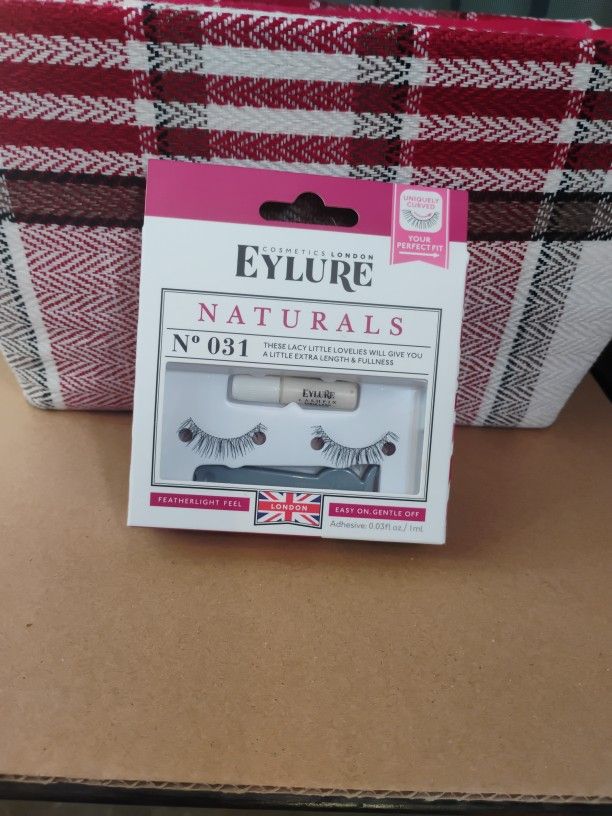 UNIQUELY
CURVED
YOUR
PERFECT FIT
COSMETICS LONDON
EYLURE
NATURALS
Nº 031
THESE LACY LITTLE LOVELIES WILL GIVE YOU
A LITTLE EXTRA LENGTH & FULLNESS
EYLURE
LASHFIX
FEATHERLIGHT FEEL
LONDON
EASY ON, GENTLE OFF
Adhesive: 0.03fl oz./1ml